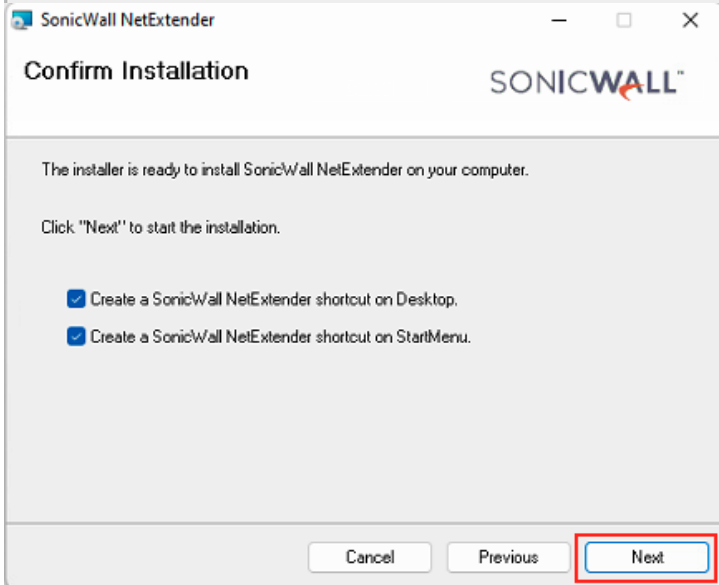 SonicWall NetExtender
Confirm Installation
SONICWALL™
The installer is ready to install SonicWall NetExtender on your computer.
Click "Next" to start the installation.
Create a SonicWall NetExtender shortcut on Desktop.
Create a SonicWall NetExtender shortcut on StartMenu.
Cancel Previous Next